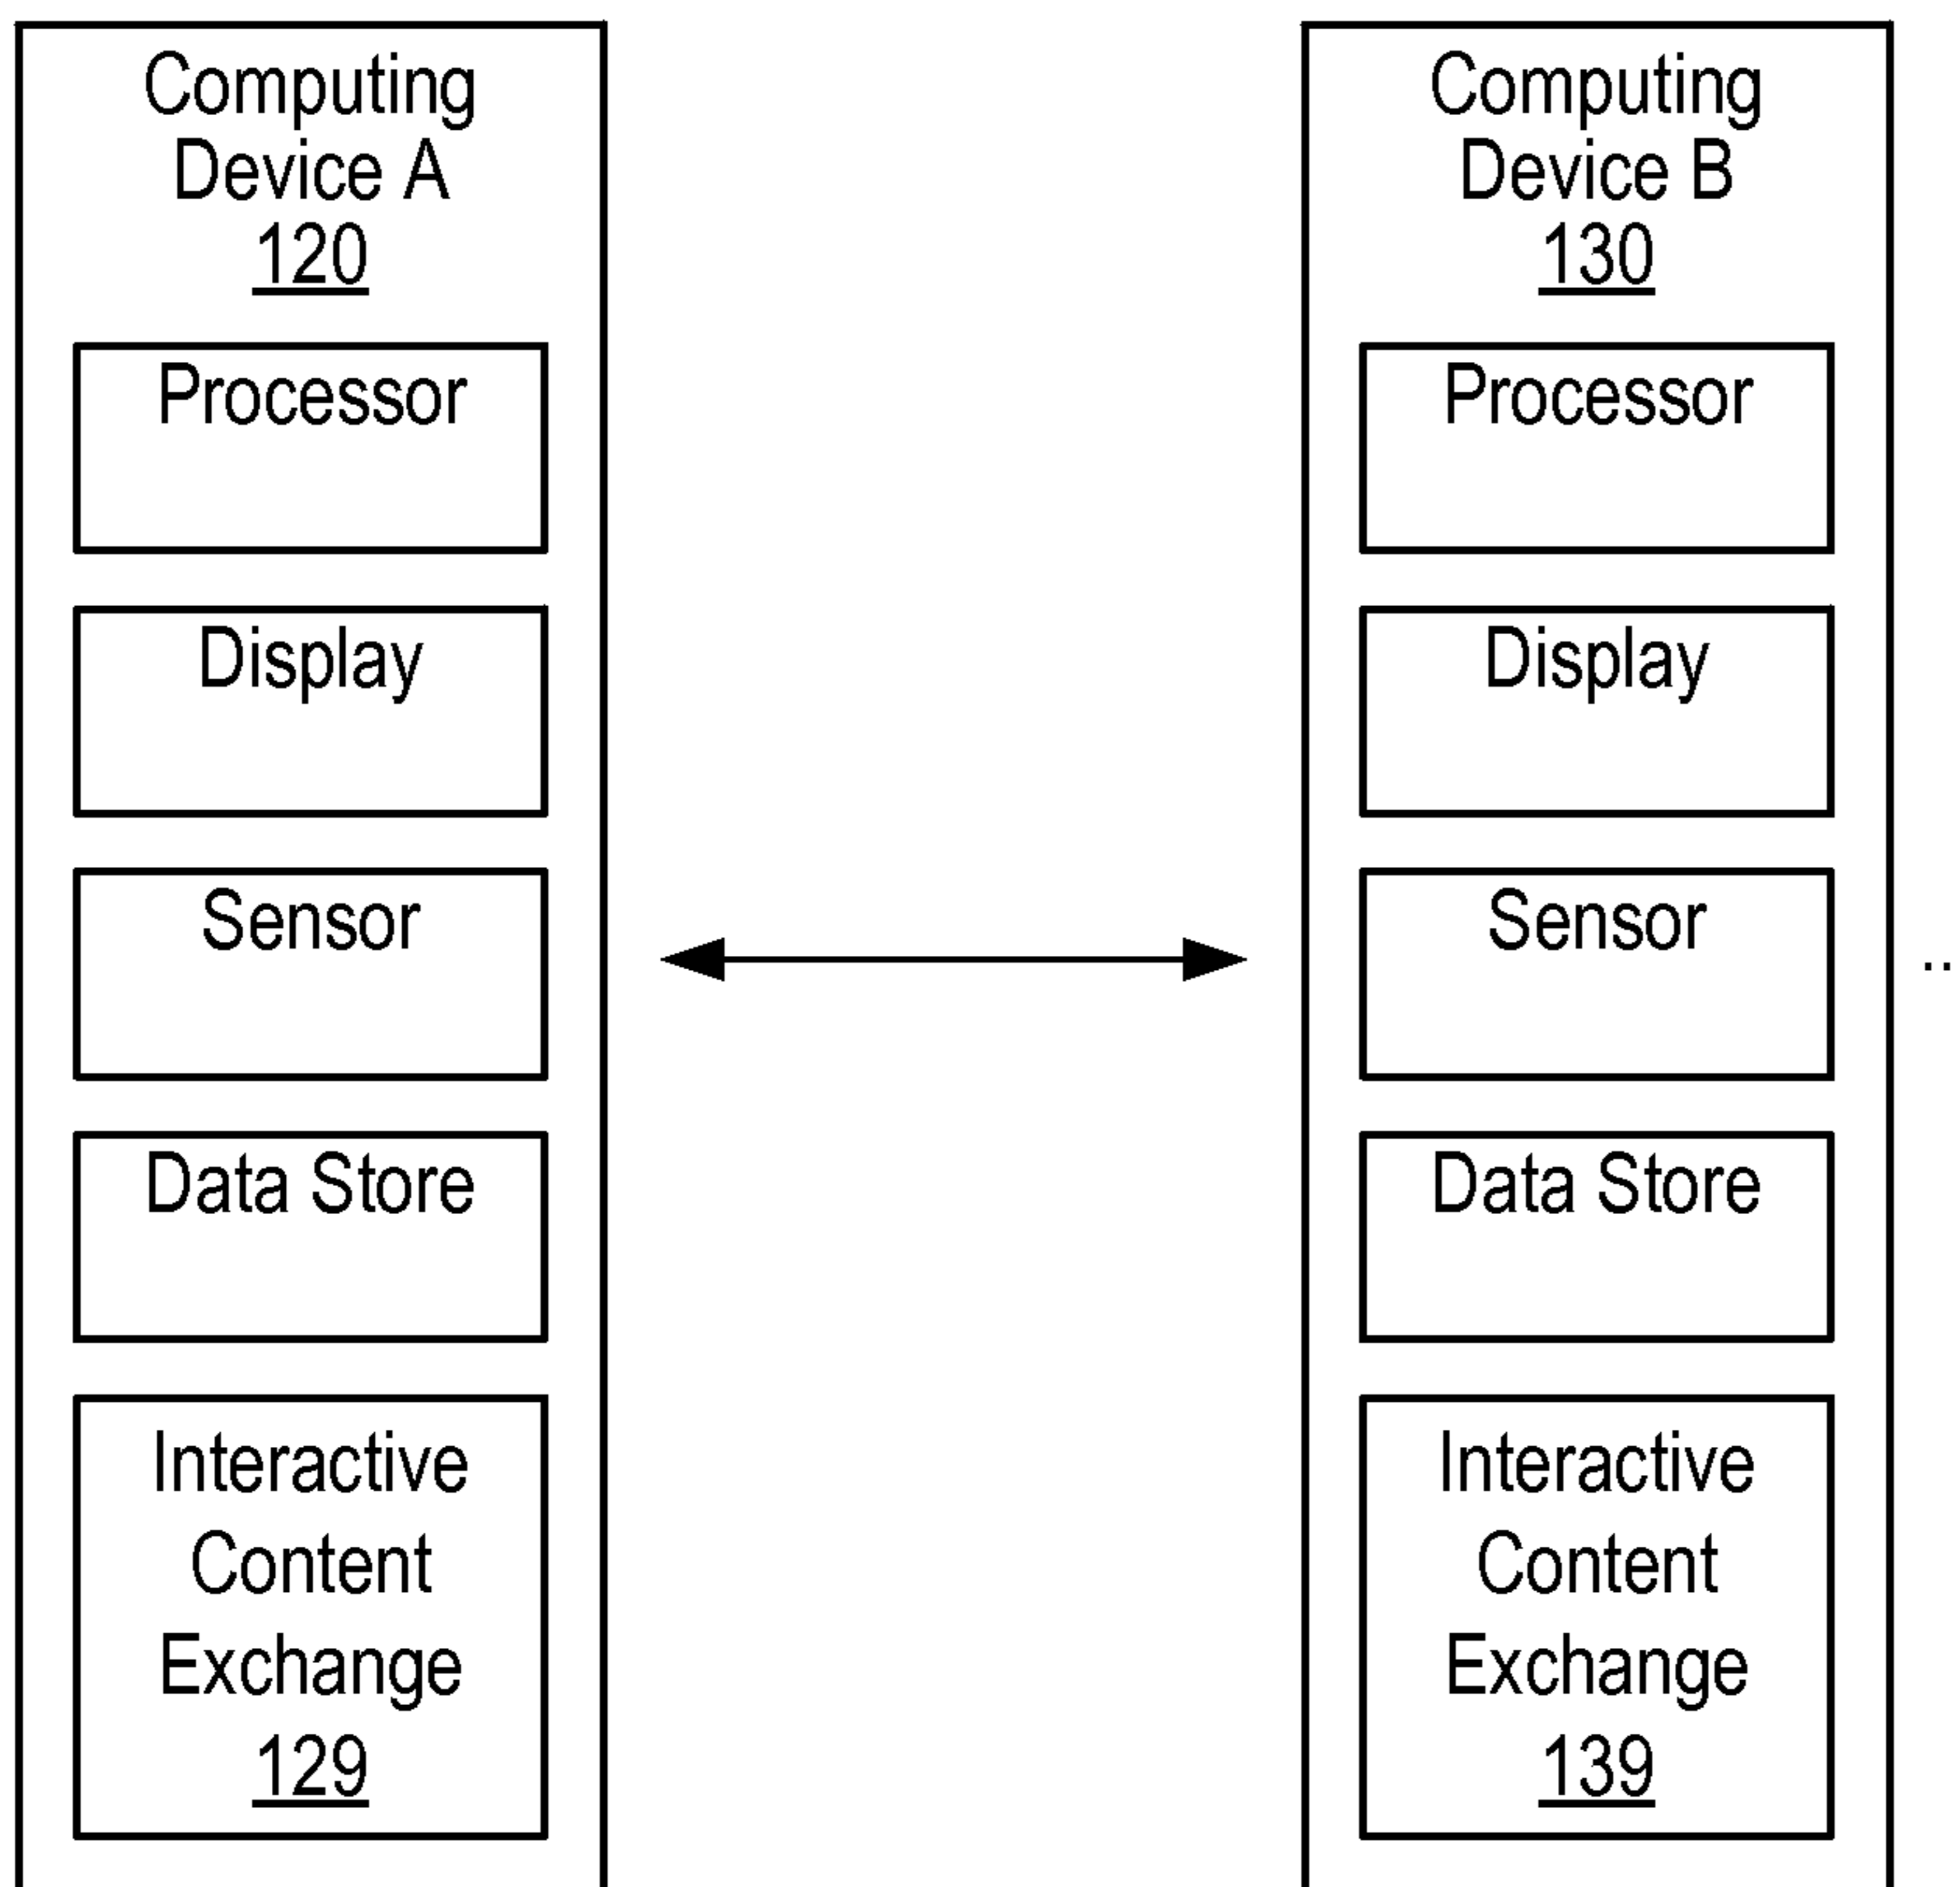 Computing
Device A
120
Processor
Display
Sensor
Data Store
Interactive
Content
Exchange
129
Computing
Device B
130
Processor
Display
Sensor
Data Store
Interactive
Content
Exchange
139
..